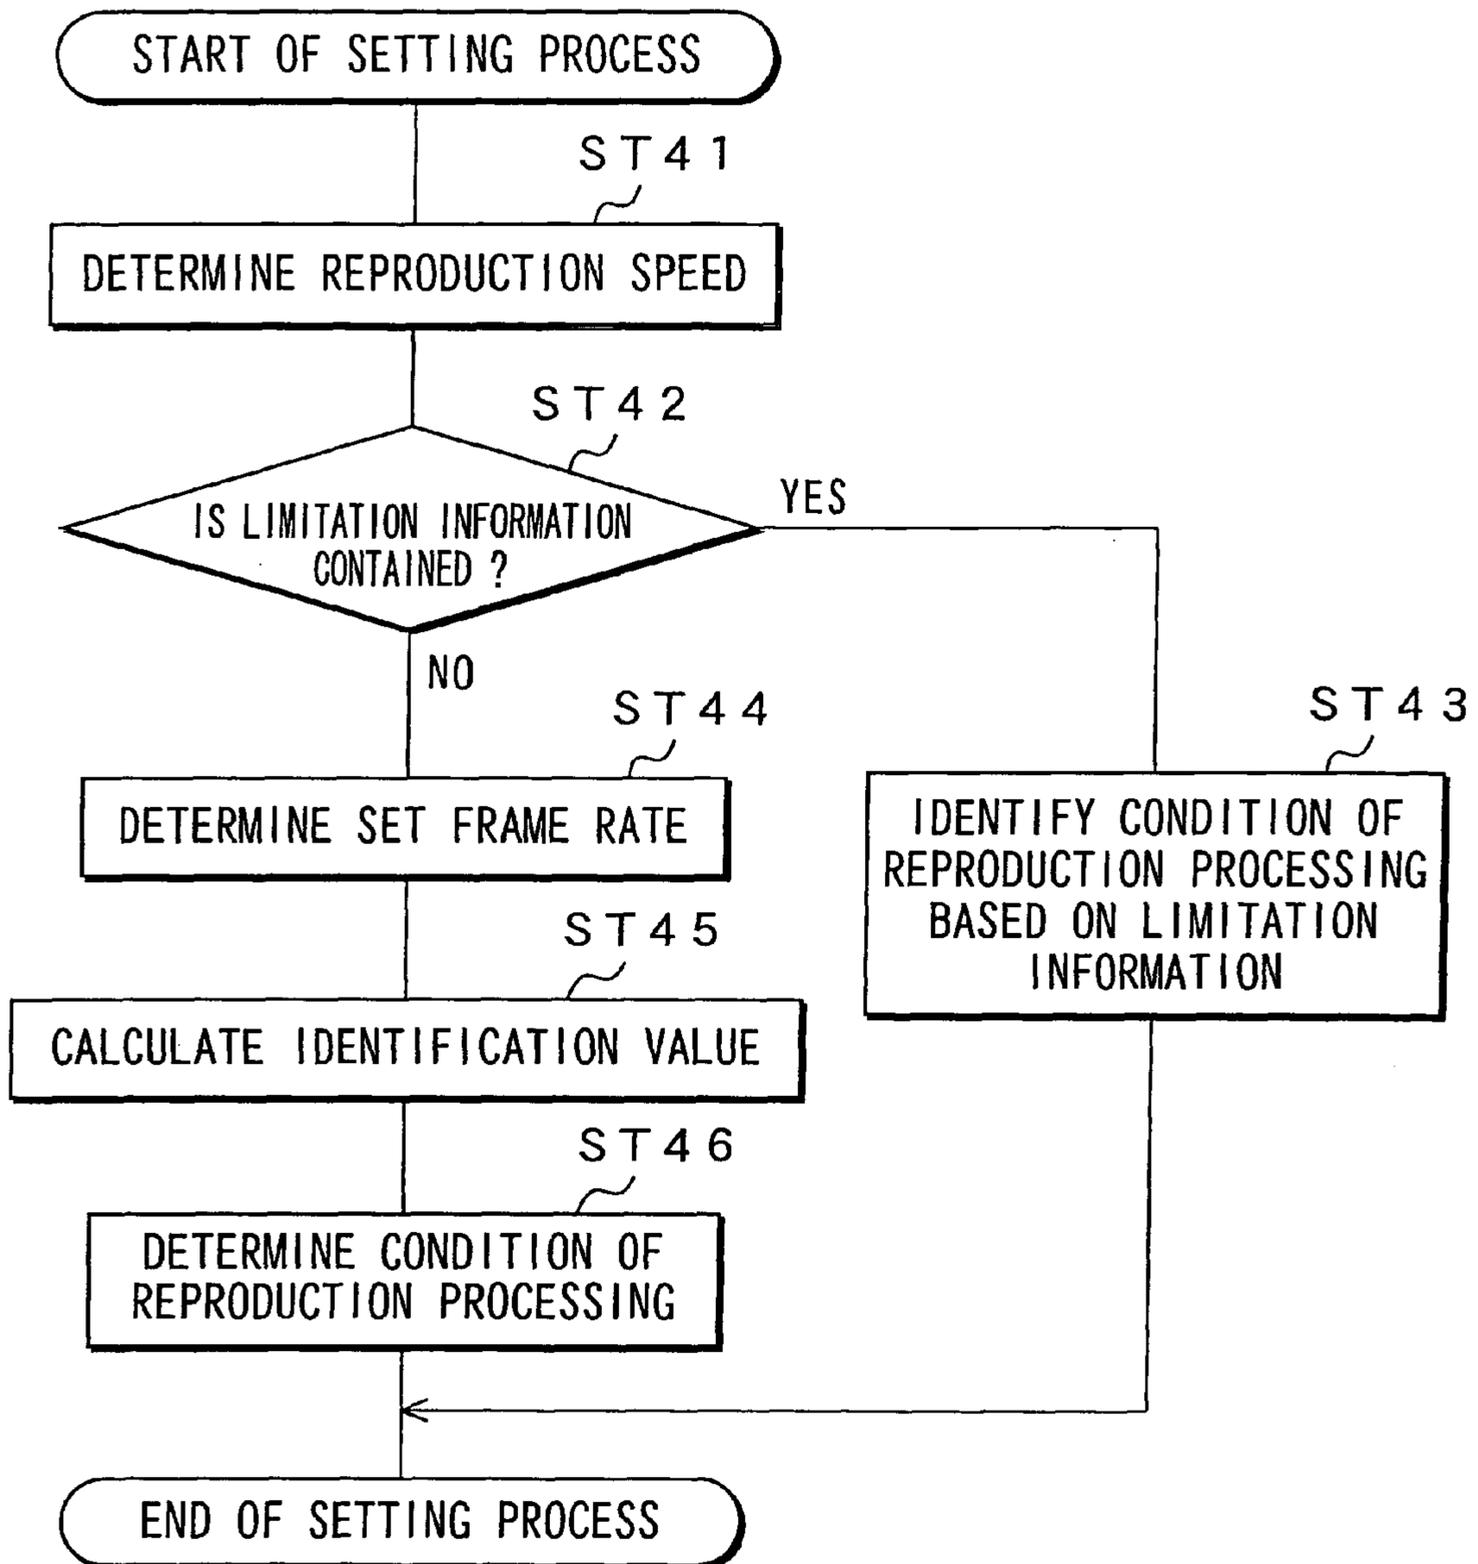 START OF SETTING PROCESS
ST41
DETERMINE REPRODUCTION SPEED
ST42
IS LIMITATION INFORMATION
CONTAINED ?
YES
NO
ST44
DETERMINE SET FRAME RATE
ST43
IDENTIFY CONDITION OF
REPRODUCTION PROCESSING
BASED ON LIMITATION
INFORMATION
ST45
CALCULATE IDENTIFICATION VALUE
ST46
DETERMINE CONDITION OF
REPRODUCTION PROCESSING
END OF SETTING PROCESS